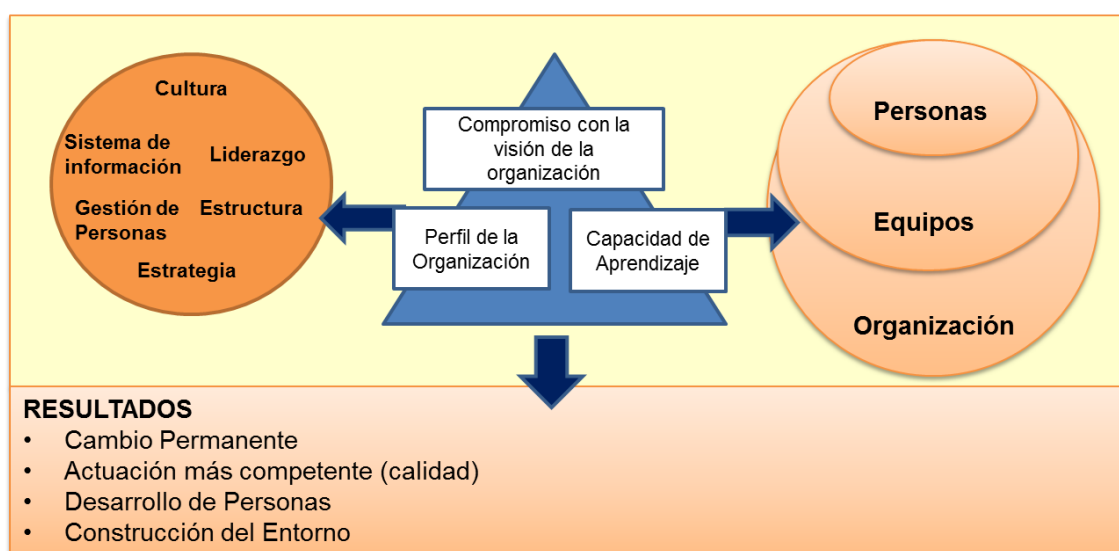 Cultura
Sistema de
información
Liderazgo
Gestión de
Personas
Estructura
Estrategia
Compromiso con la
visión de la
organización
Perfil de la
Organización
Capacidad de
Aprendizaje
Personas
Equipos
Organización
RESULTADOS
• Cambio Permanente
• Actuación más competente (calidad)
• Desarrollo de Personas
• Construcción del Entorno